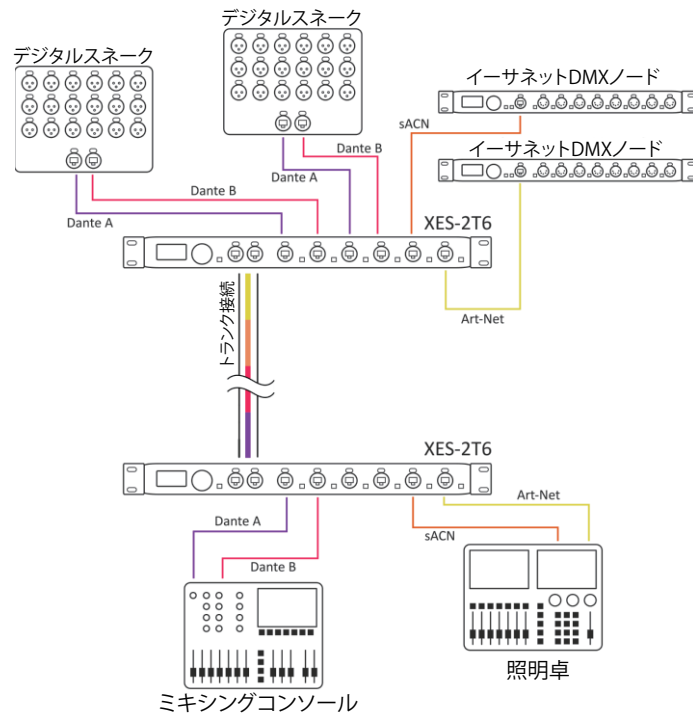 デジタルスネーク
デジタルスネーク
イーサネットDMXノード
sACN
イーサネットDMXノード
Dante B
Dante A
Dante B
Dante A
XES-2T6
Art-Net
トランク接続
XES-2T6
Art-Net
Dante A
sACN
Dante B
照明卓
ミキシングコンソール